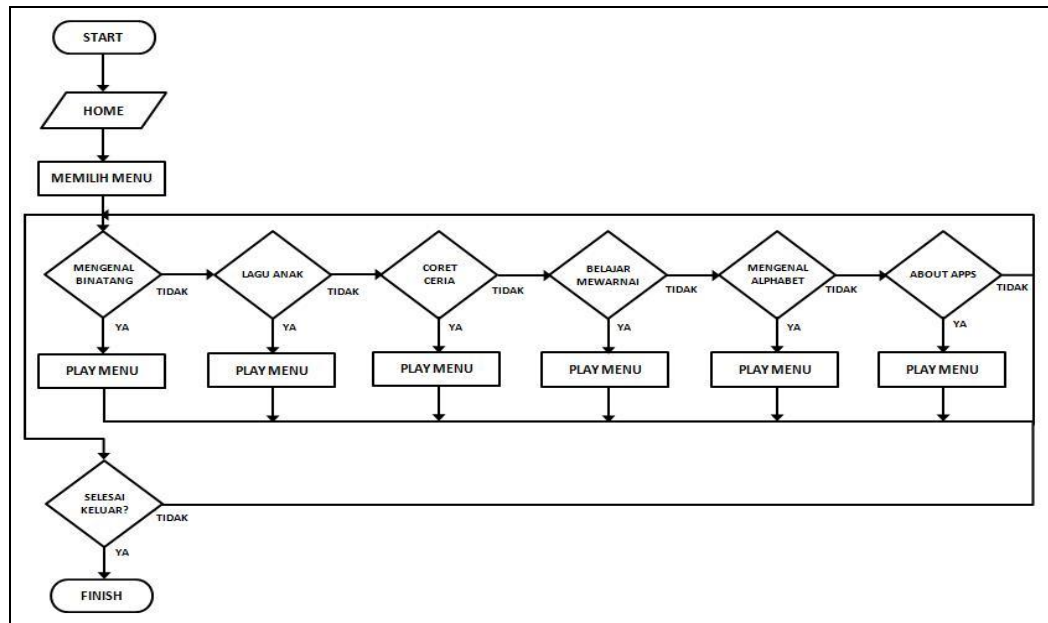 START
HOME
MEMILIH MENU
MENGENAL
BINATANG
TIDAK
YA
PLAY MENU
LAGU ANAK
TIDAK
YA
PLAY MENU
CORET
CERIA
TIDAK
YA
PLAY MENU
BELAJAR
MEWARNAI
TIDAK
YA
PLAY MENU
MENGENAL
ALPHABET
TIDAK
YA
PLAY MENU
ABOUT APPS
TIDAK
YA
PLAY MENU
SELESAI
KELUAR?
TIDAK
YA
FINISH